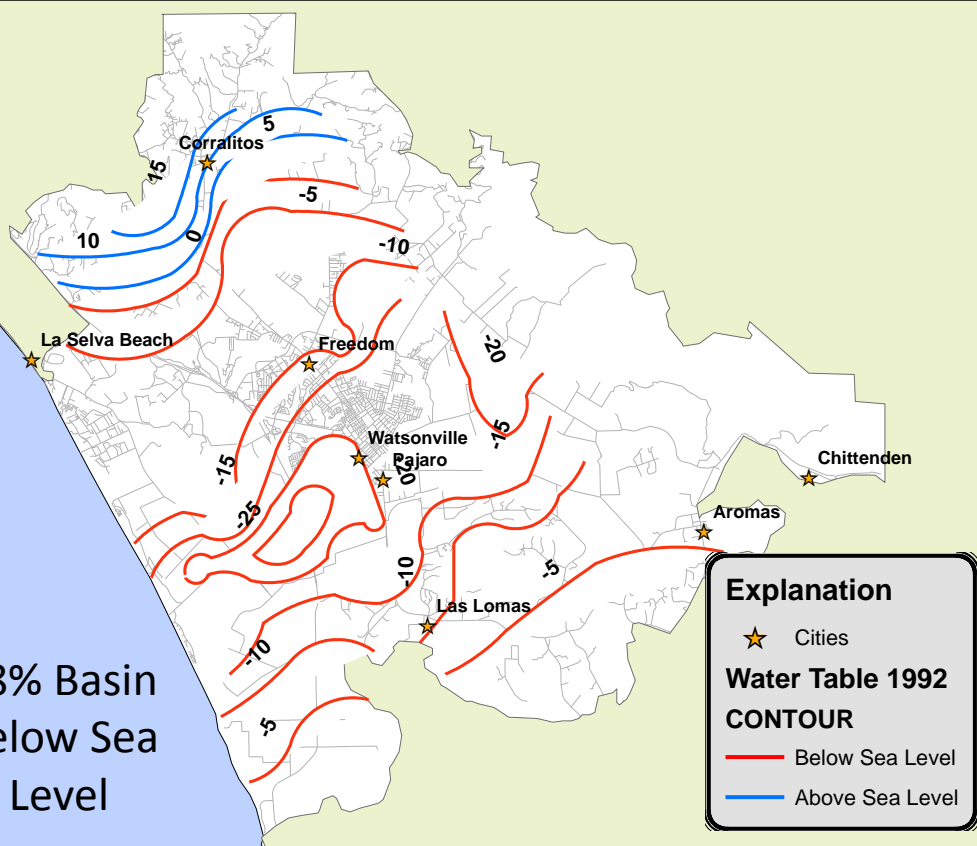 5
Corralitos
15
-5
10
0
-10
La Selva Beach
Freedom
-20
-15
Watsonville
Pajaro
-20
-15
Chittenden
-25
Aromas
-10
-5
Las Lomas
-10
-5
8% Basin
elow Sea
Level
Explanation
Cities
Water Table 1992
CONTOUR
Below Sea Level
Above Sea Level